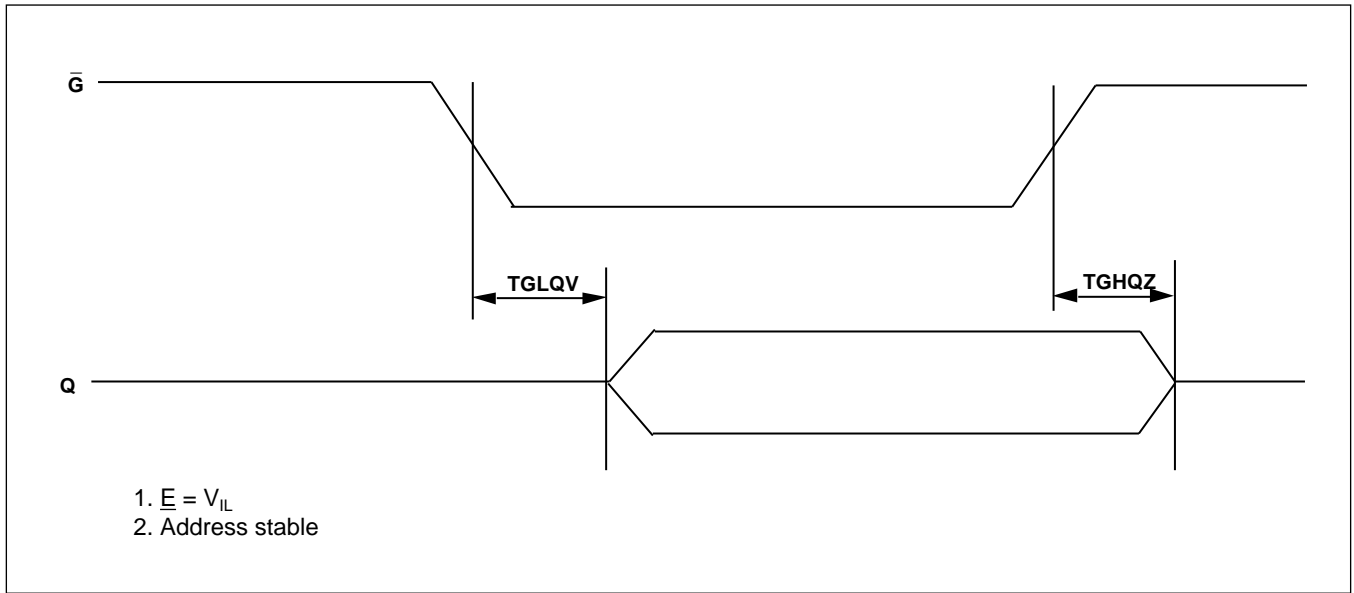 G̅
TGLQV
TGHQZ
Q
1. E̲ = VIL
2. Address stable